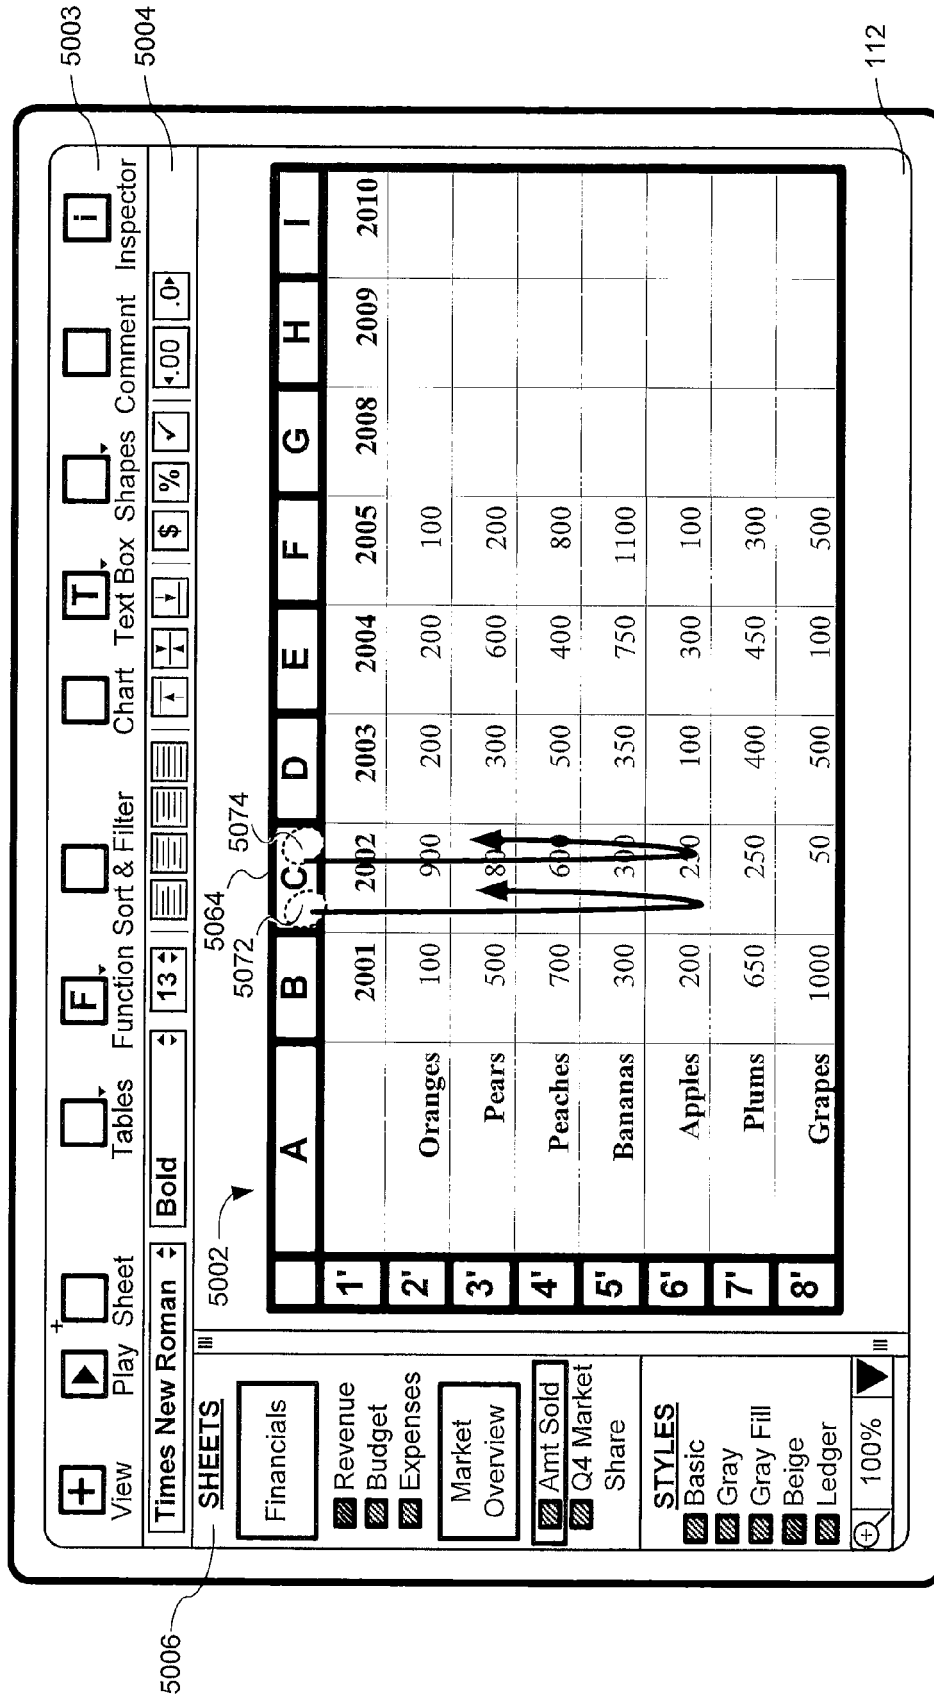 5003
5004
View Play Sheet Tables Function Sort & Filter Chart Text Box Shapes Comment Inspector
F T i
Times New Roman Bold 13 $ % ✓ .00 .0
5006
SHEETS
Financials
Revenue
Budget
Expenses
Market
Overview
Amt Sold
Q4 Market
Share
STYLES
Basic
Gray
Gray Fill
Beige
Ledger
100%
5002
5072
5064
5074
A B C D E F G H I
1' 2001 2002 2003 2004 2005 2008 2009 2010
2' Oranges 100 900 200 200 100
3' Pears 500 300 600 200
4' Peaches 700 500 400 800
5' Bananas 300 300 350 750 1100
6' Apples 200 100 300 100
7' Plums 650 250 400 450 300
8' Grapes 1000 50 500 100 500
112